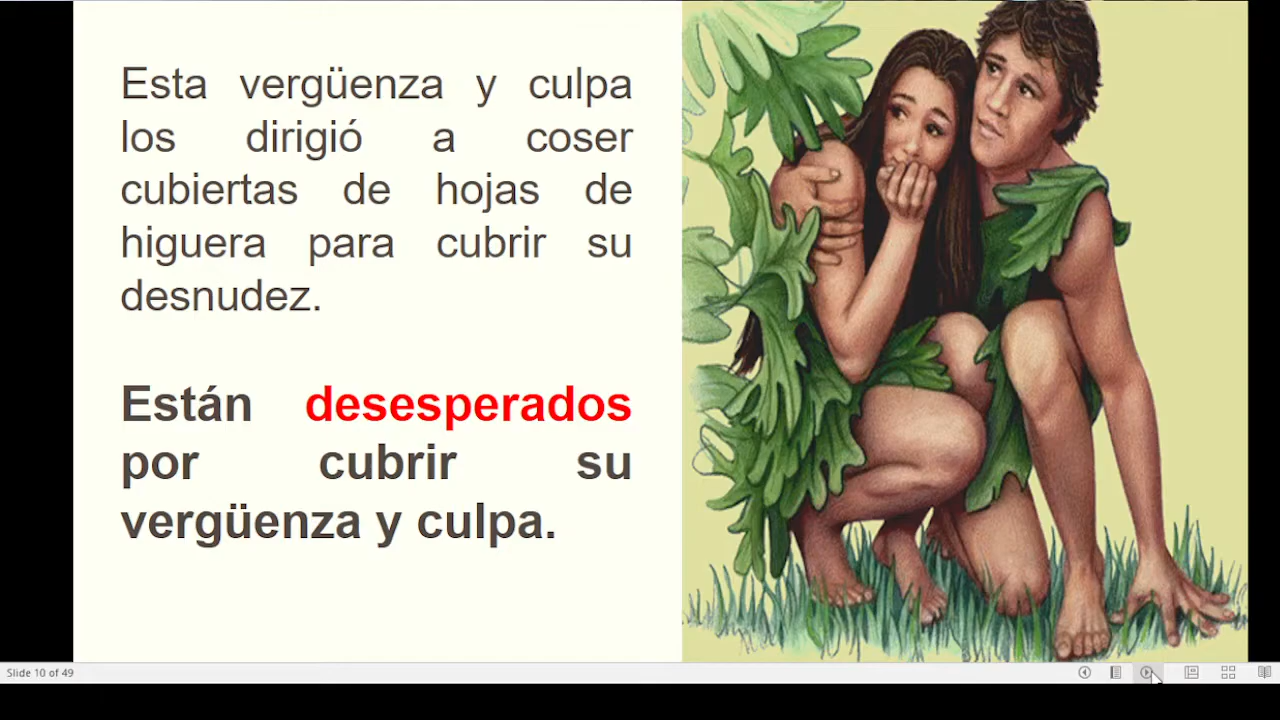 Esta vergüenza y culpa
los dirigió a coser
cubiertas de hojas de
higuera para cubrir su
desnudez.
Están desesperados
por cubrir su
vergüenza y culpa.
Slide 10 of 49